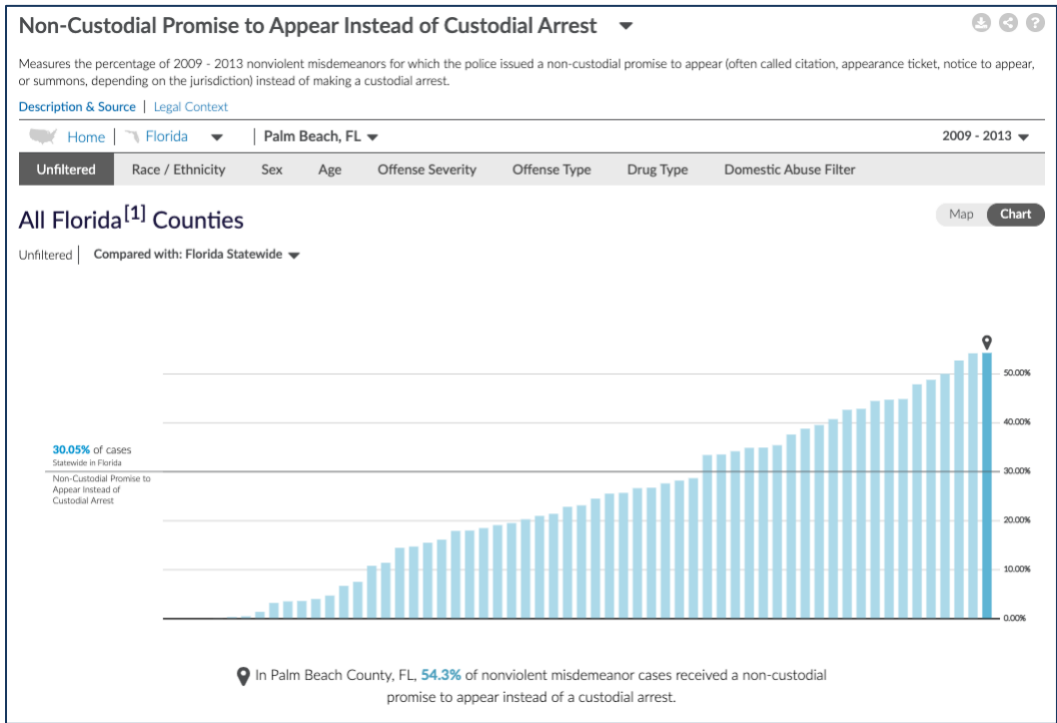 Non-Custodial Promise to Appear Instead of Custodial Arrest
Measures the percentage of 2009 - 2013 nonviolent misdemeanors for which the police issued a non-custodial promise to appear (often called citation, appearance ticket, notice to appear,
or summons, depending on the jurisdiction) instead of making a custodial arrest.
Description & Source | Legal Context
Home | Florida | Palm Beach, FL 2009 - 2013
Unfiltered Race / Ethnicity Sex Age Offense Severity Offense Type Drug Type Domestic Abuse Filter
All Florida[1] Counties Map Chart
Unfiltered | Compared with: Florida Statewide
50.00%
40.00%
30.05% of cases
Statewide in Florida
30.00%
Non-Custodial Promise to
Appear Instead of
Custodial Arrest
20.00%
10.00%
0.00%
In Palm Beach County, FL, 54.3% of nonviolent misdemeanor cases received a non-custodial
promise to appear instead of a custodial arrest.